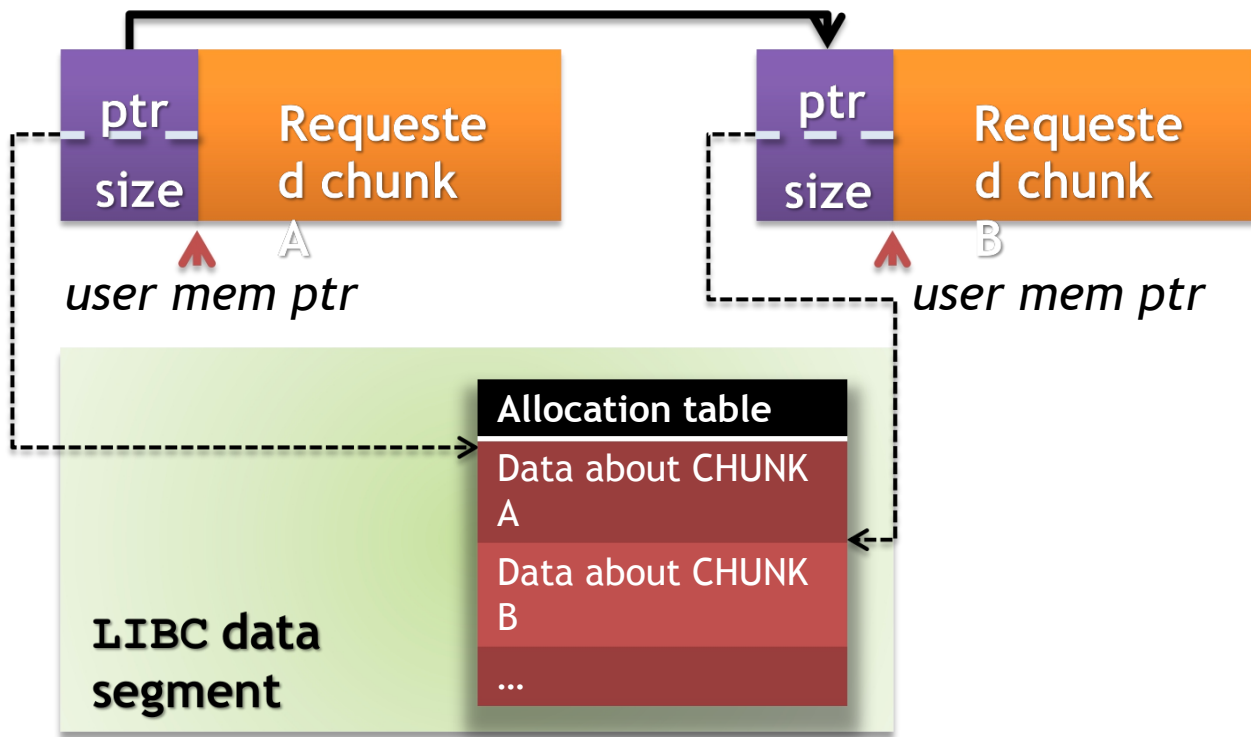 ptr
size
Requeste
d chunk
A
ptr
size
Requeste
d chunk
B
user mem ptr
user mem ptr
Allocation table
Data about CHUNK
A
Data about CHUNK
B
...
LIBC data
segment